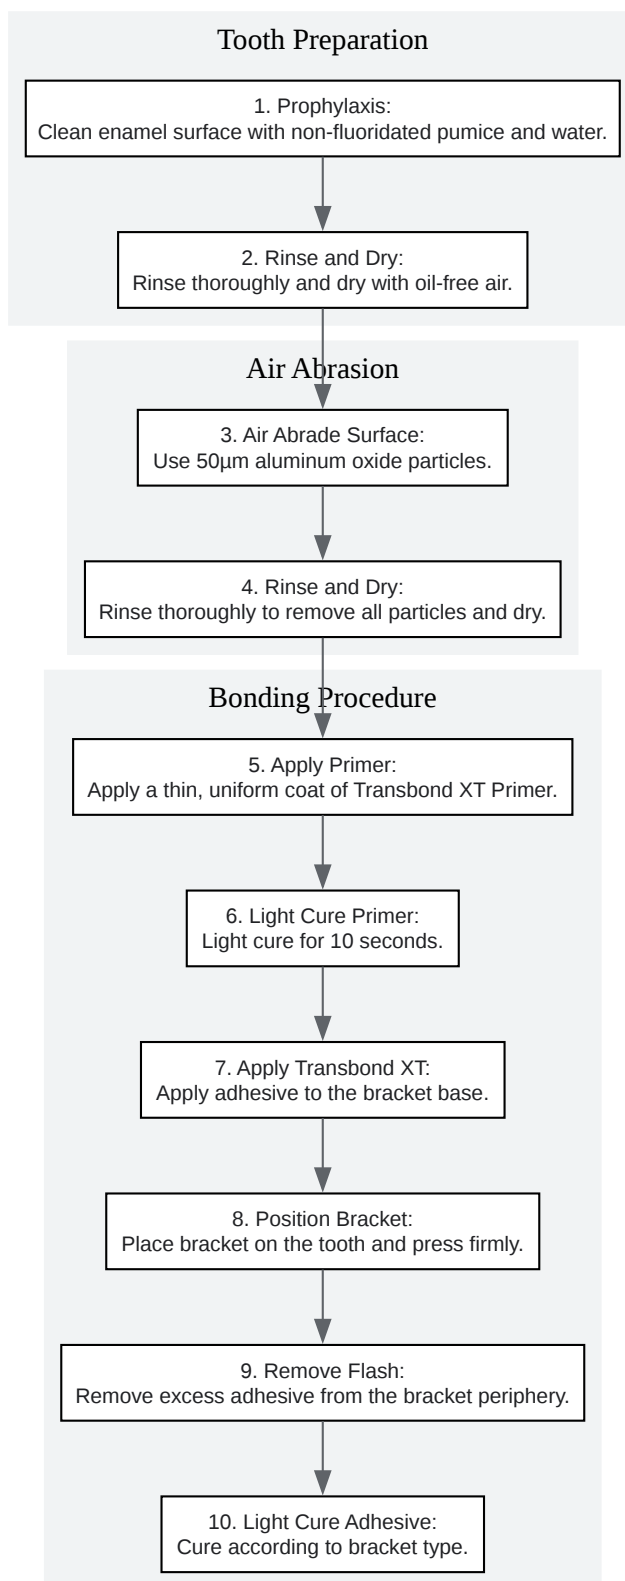 Tooth Preparation
1. Prophylaxis:
Clean enamel surface with non-fluoridated pumice and water.
2. Rinse and Dry:
Rinse thoroughly and dry with oil-free air.
Air Abrasion
3. Air Abrade Surface:
Use 50µm aluminum oxide particles.
4. Rinse and Dry:
Rinse thoroughly to remove all particles and dry.
Bonding Procedure
5. Apply Primer:
Apply a thin, uniform coat of Transbond XT Primer.
6. Light Cure Primer:
Light cure for 10 seconds.
7. Apply Transbond XT:
Apply adhesive to the bracket base.
8. Position Bracket:
Place bracket on the tooth and press firmly.
9. Remove Flash:
Remove excess adhesive from the bracket periphery.
10. Light Cure Adhesive:
Cure according to bracket type.